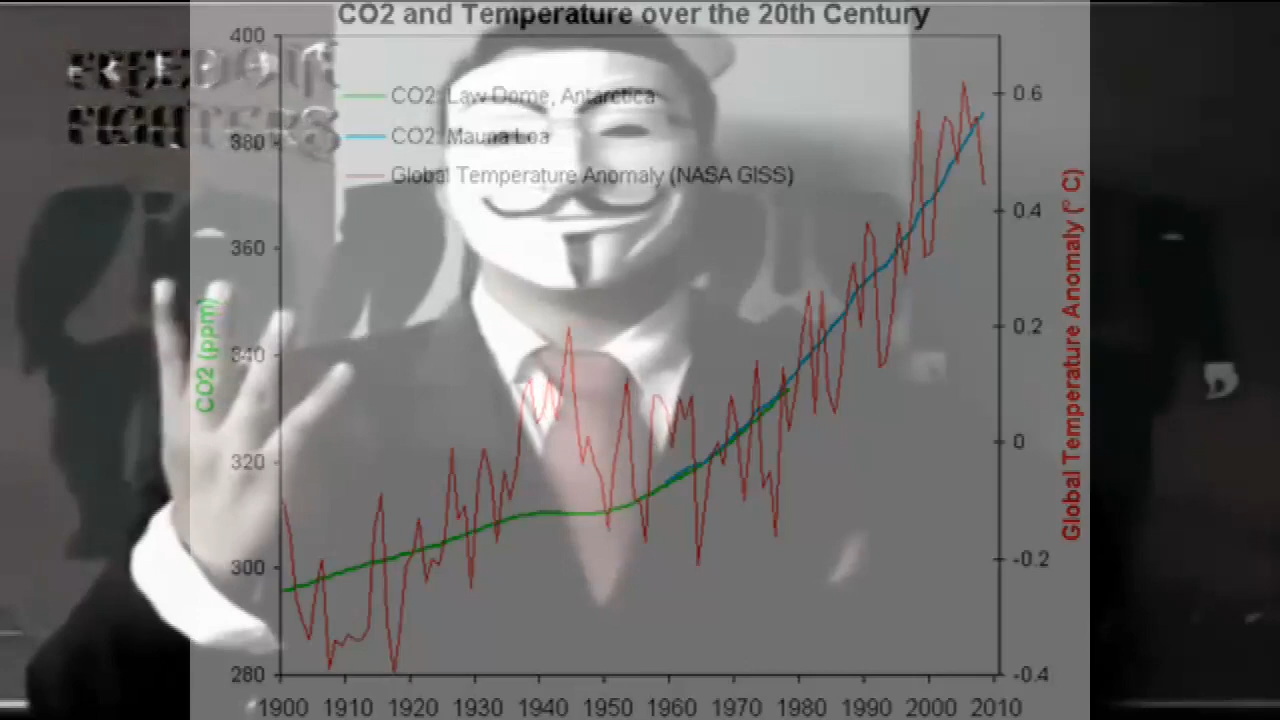 CO2 and Temperature over the 20th Century
FREEDOM
FIGHTERS
CO2: Law Dome, Antarctica
CO2: Mauna Loa
Global Temperature Anomaly (NASA GISS)
400
380
360
340
320
300
280
CO2 (ppm)
0.6
0.4
0.2
0
-0.2
-0.4
Global Temperature Anomaly (° C)
1900 1910 1920 1930 1940 1950 1960 1970 1980 1990 2000 2010